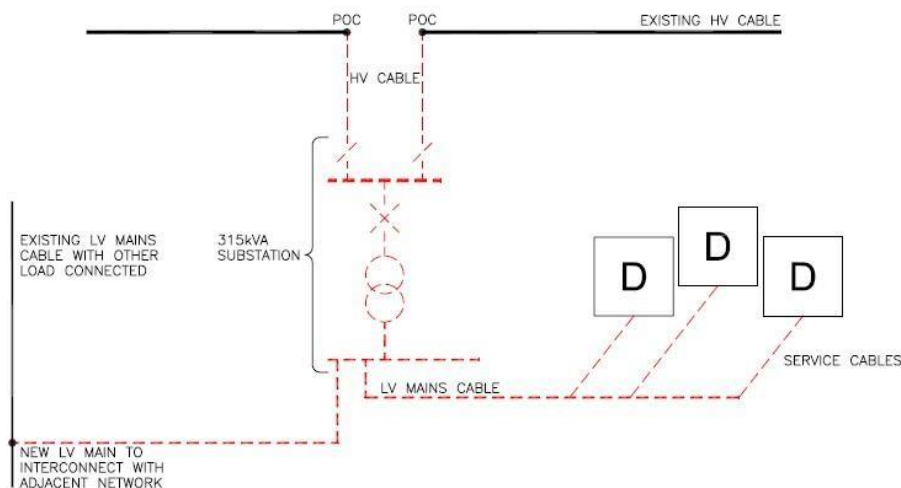 POC
POC
EXISTING HV CABLE
HV CABLE
EXISTING LV MAINS
CABLE WITH OTHER
LOAD CONNECTED
315kVA
SUBSTATION
D
D
D
SERVICE CABLES
LV MAINS CABLE
NEW LV MAIN TO
INTERCONNECT WITH
ADJACENT NETWORK